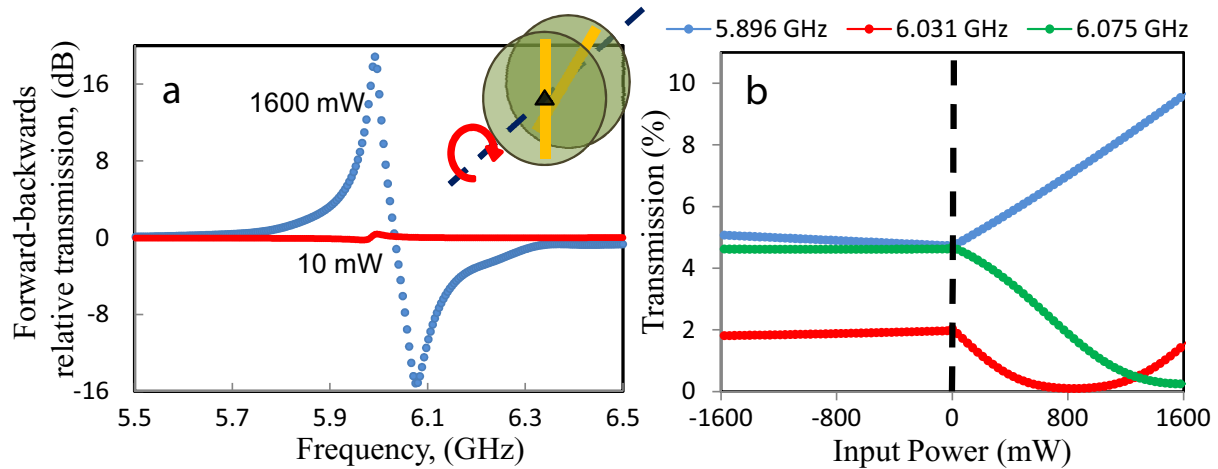 a
1600 mW
10 mW
Forward-backwards
relative transmission, (dB)
16
8
0
-8
-16
5.5
5.7
5.9
6.1
6.3
6.5
Frequency, (GHz)
5.896 GHz
6.031 GHz
6.075 GHz
b
Transmission (%)
10
8
6
4
2
0
-1600
-800
0
800
1600
Input Power (mW)